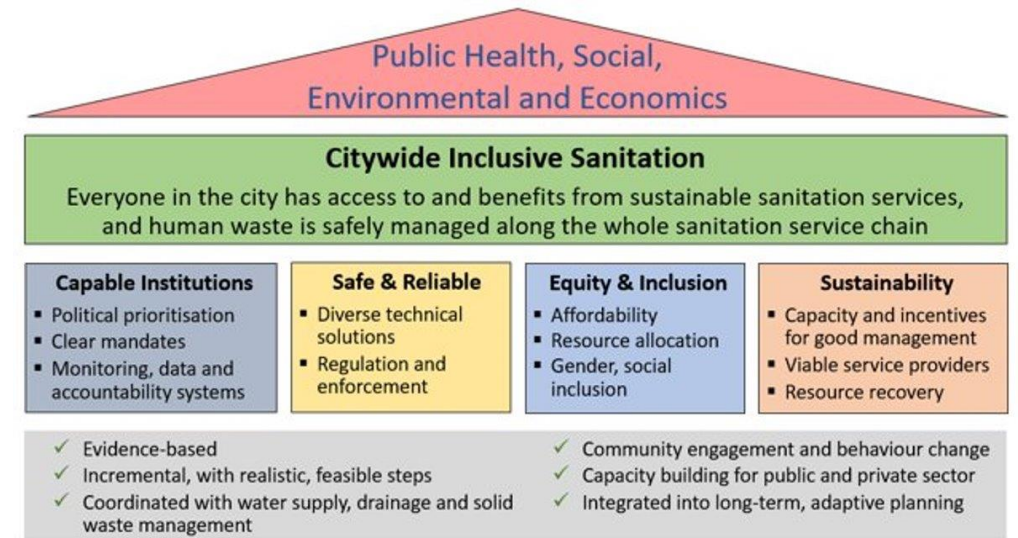 Public Health, Social,
Environmental and Economics
Citywide Inclusive Sanitation
Everyone in the city has access to and benefits from sustainable sanitation services,
and human waste is safely managed along the whole sanitation service chain
Capable Institutions
▪ Political prioritisation
▪ Clear mandates
▪ Monitoring, data and
accountability systems
Safe & Reliable
▪ Diverse technical
solutions
▪ Regulation and
enforcement
Equity & Inclusion
▪ Affordability
▪ Resource allocation
▪ Gender, social
inclusion
Sustainability
▪ Capacity and incentives
for good management
▪ Viable service providers
▪ Resource recovery
✓ Evidence-based
✓ Incremental, with realistic, feasible steps
✓ Coordinated with water supply, drainage and solid
waste management
✓ Community engagement and behaviour change
✓ Capacity building for public and private sector
✓ Integrated into long-term, adaptive planning